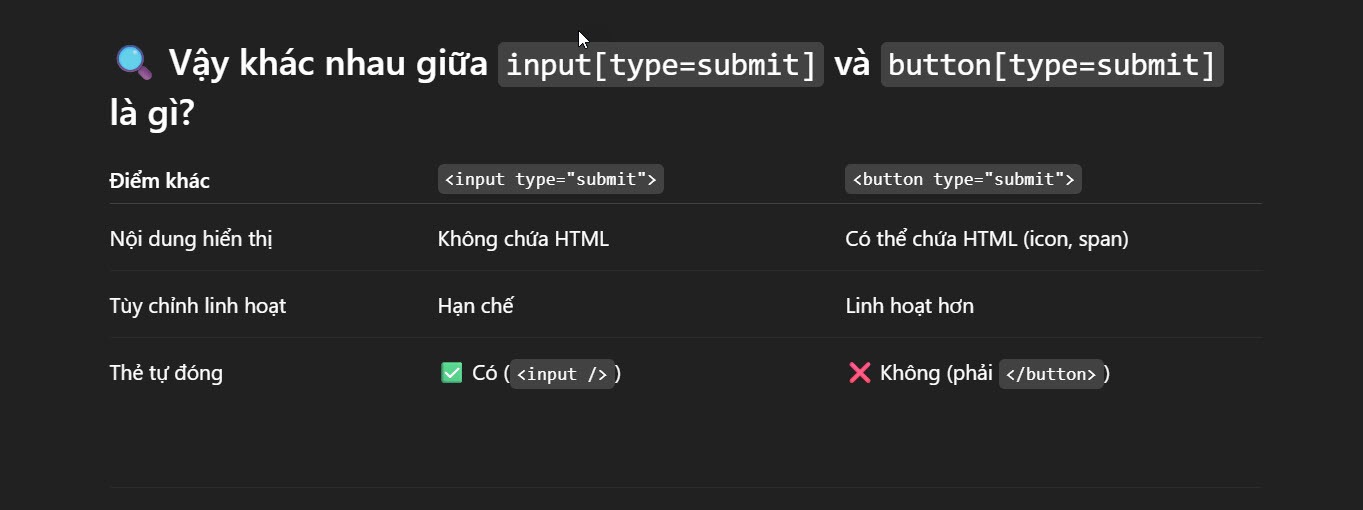 🔍 Vậy khác nhau giữa input[type=submit] và button[type=submit]
là gì?
Điểm khác <input type="submit"> <button type="submit">
Nội dung hiển thị Không chứa HTML Có thể chứa HTML (icon, span)
Tùy chỉnh linh hoạt Hạn chế Linh hoạt hơn
Thẻ tự đóng ✅ Có (<input />) ❌ Không (phải </button>)